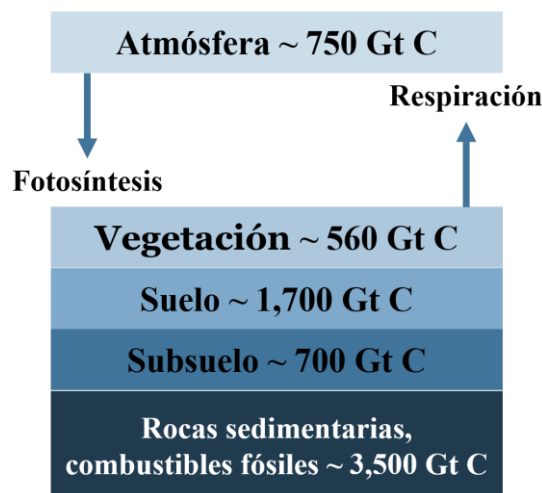 Atmósfera ~ 750 Gt C
Respiración
Fotosíntesis
Vegetación ~ 560 Gt C
Suelo ~ 1,700 Gt C
Subsuelo ~ 700 Gt C
Rocas sedimentarias,
combustibles fósiles ~ 3,500 Gt C